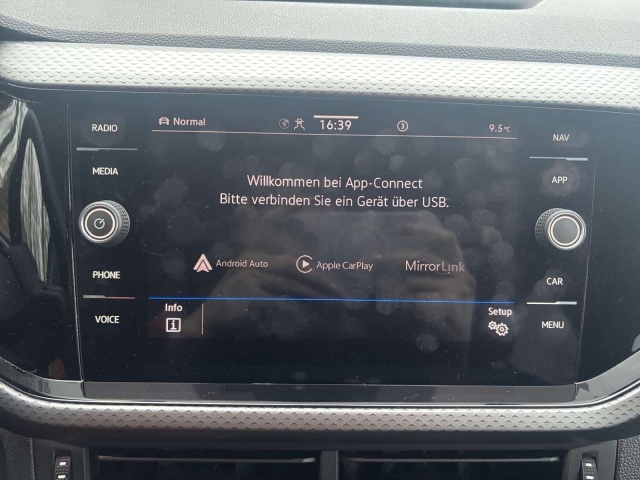 RADIO
MEDIA
PHONE
VOICE
Normal 16:39 3 9.5°C
Willkommen bei App-Connect
Bitte verbinden Sie ein Gerät über USB.
Android Auto Apple CarPlay MirrorLink
Info Setup
i
NAV
APP
CAR
MENU